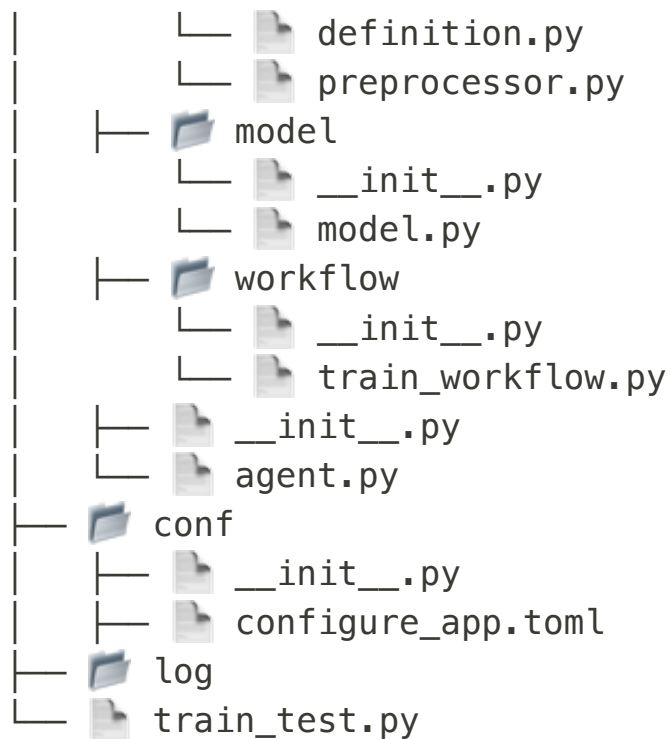 definition.py
preprocessor.py
model
__init__.py
model.py
workflow
__init__.py
train_workflow.py
__init__.py
agent.py
conf
__init__.py
configure_app.toml
log
train_test.py